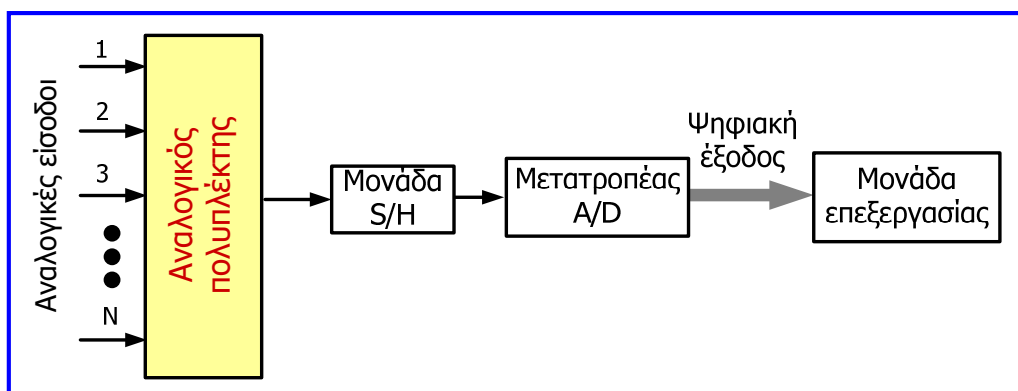 Αναλογικές είσοδοι
1
2
3
N
Αναλογικός
πολυπλέκτης
Μονάδα
S/H
Μετατροπέας
A/D
Ψηφιακή
έξοδος
Μονάδα
επεξεργασίας